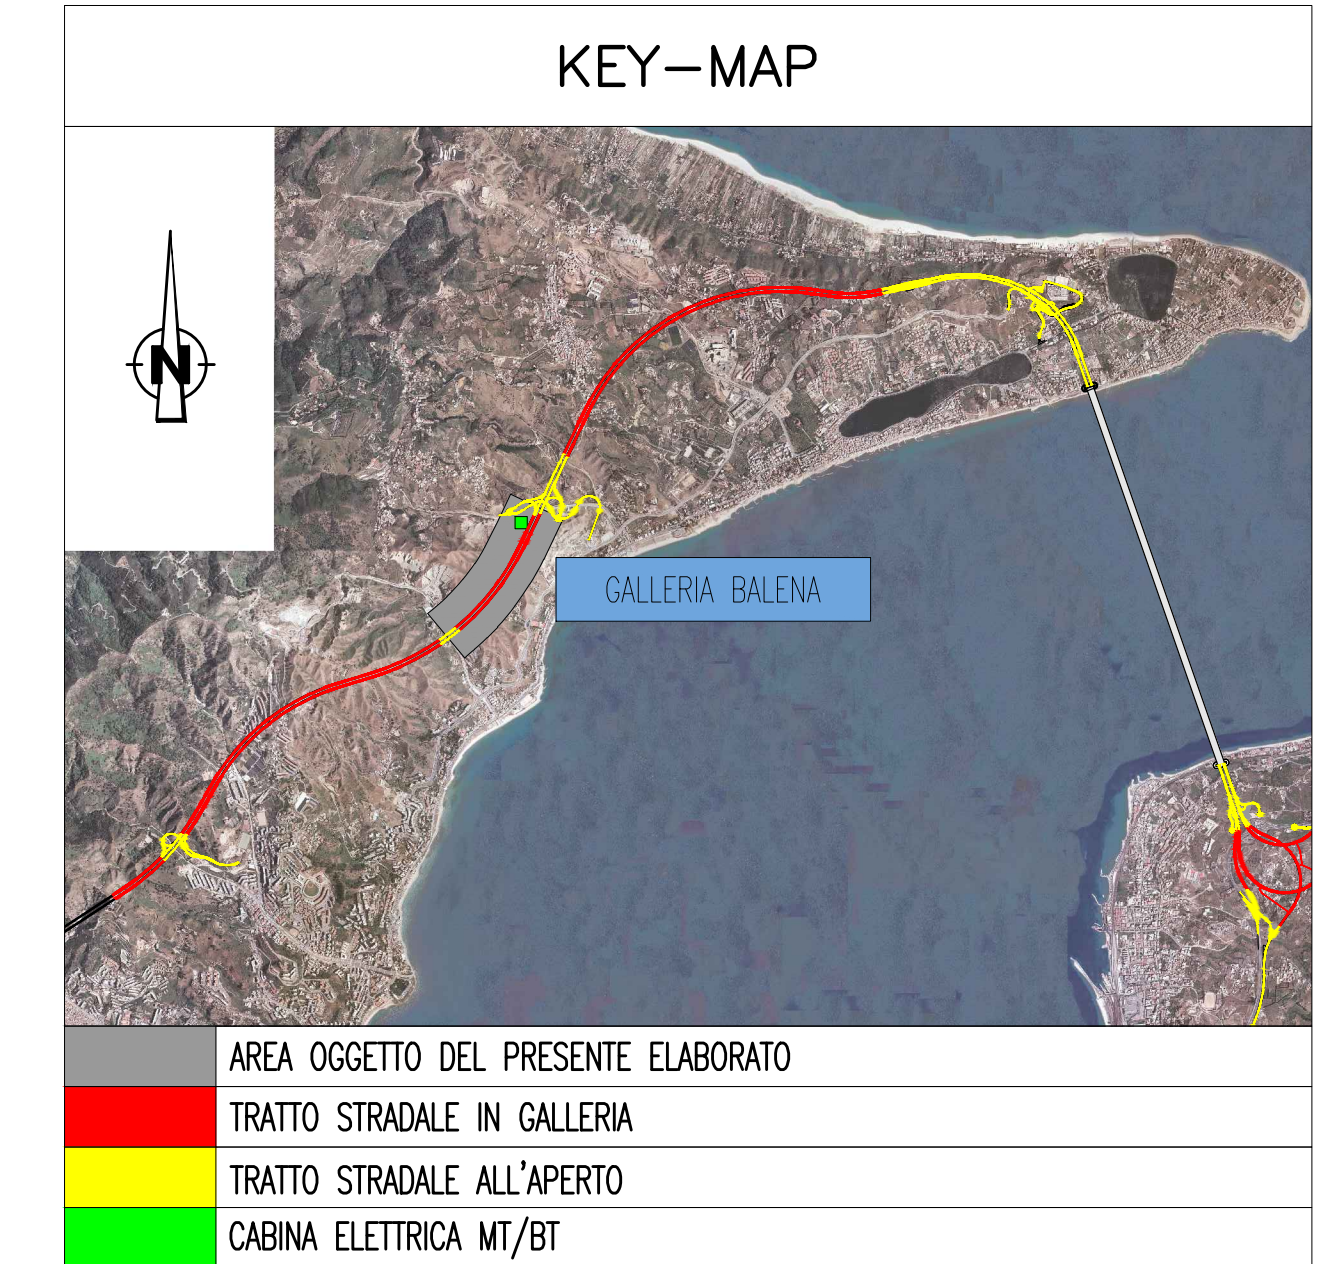 KEY-MAP
N
GALLERIA BALENA
AREA OGGETTO DEL PRESENTE ELABORATO
TRATTO STRADALE IN GALLERIA
TRATTO STRADALE ALL'APERTO
CABINA ELETTRICA MT/BT